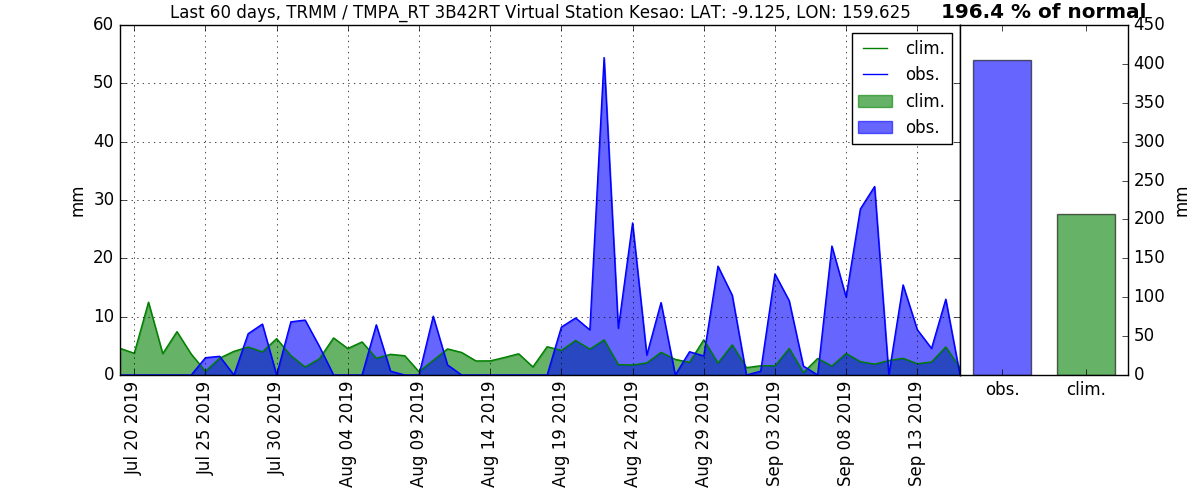 Last 60 days, TRMM / TMPA_RT 3B42RT Virtual Station Kesao: LAT: -9.125, LON: 159.625
196.4 % of normal
60
50
40
30
20
10
0
mm
clim.
obs.
clim.
obs.
Jul 20 2019
Jul 25 2019
Jul 30 2019
Aug 04 2019
Aug 09 2019
Aug 14 2019
Aug 19 2019
Aug 24 2019
Aug 29 2019
Sep 03 2019
Sep 08 2019
Sep 13 2019
450
400
350
300
250
200
150
100
50
0
mm
obs.
clim.